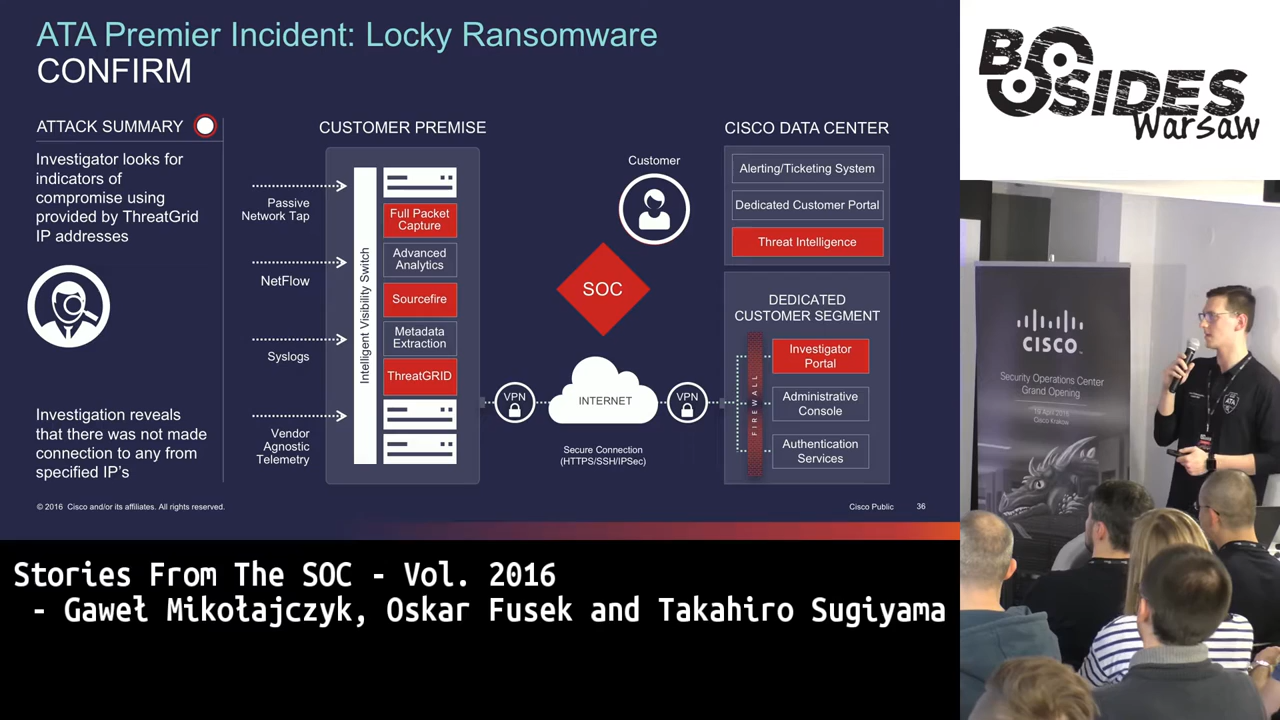 ATA Premier Incident: Locky Ransomware
CONFIRM
ATTACK SUMMARY
Investigator looks for
indicators of
compromise using
provided by ThreatGrid
IP addresses
Investigation reveals
that there was not made
connection to any from
specified IP's
CUSTOMER PREMISE
Passive
Network Tap
NetFlow
Syslogs
Vendor
Agnostic
Telemetry
Intelligent Visibility Switch
Full Packet
Capture
Advanced
Analytics
Sourcefire
Metadata
Extraction
ThreatGRID
Customer
SOC
VPN
INTERNET
VPN
Secure Connection
(HTTPS/SSH/IPSec)
CISCO DATA CENTER
Alerting/Ticketing System
Dedicated Customer Portal
Threat Intelligence
DEDICATED
CUSTOMER SEGMENT
FIREWALL
Investigator
Portal
Administrative
Console
Authentication
Services
© 2016 Cisco and/or its affiliates. All rights reserved.
Cisco Public
36
BSIDES
Warsaw
CISCO
Security Operations Center
Grand Opening
Cisco Krakow
ATA
Stories From The SOC - Vol. 2016
- Gaweł Mikołajczyk, Oskar Fusek and Takahiro Sugiyama